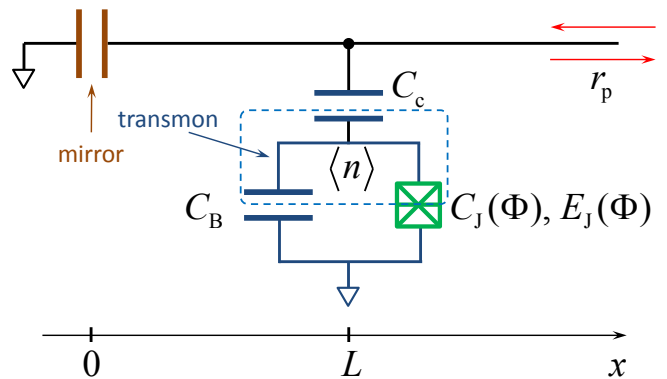 r_p
C_c
transmon
mirror
⟨n⟩
C_B
C_J(Φ), E_J(Φ)
0
L
x